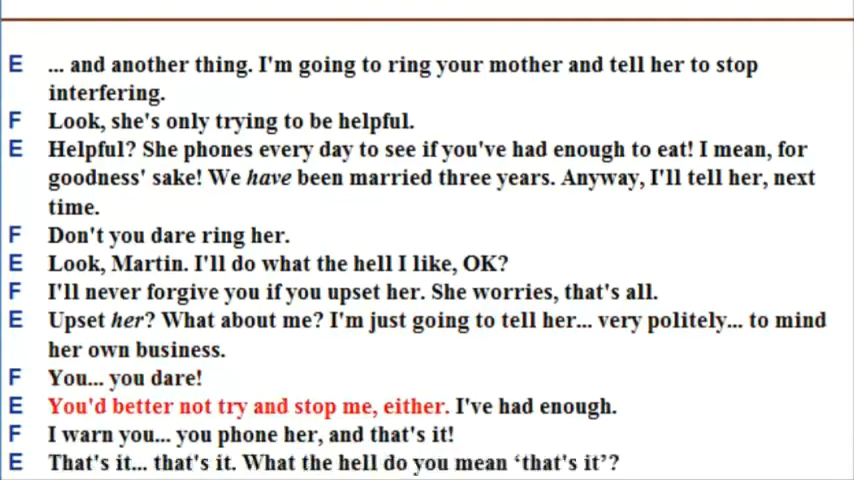 E ... and another thing. I'm going to ring your mother and tell her to stop
interfering.
F Look, she's only trying to be helpful.
E Helpful? She phones every day to see if you've had enough to eat! I mean, for
goodness' sake! We have been married three years. Anyway, I'll tell her, next
time.
F Don't you dare ring her.
E Look, Martin. I'll do what the hell I like, OK?
F I'll never forgive you if you upset her. She worries, that's all.
E Upset her? What about me? I'm just going to tell her... very politely... to mind
her own business.
F You... you dare!
E You'd better not try and stop me, either. I've had enough.
F I warn you... you phone her, and that's it!
E That's it... that's it. What the hell do you mean ‘that's it’?